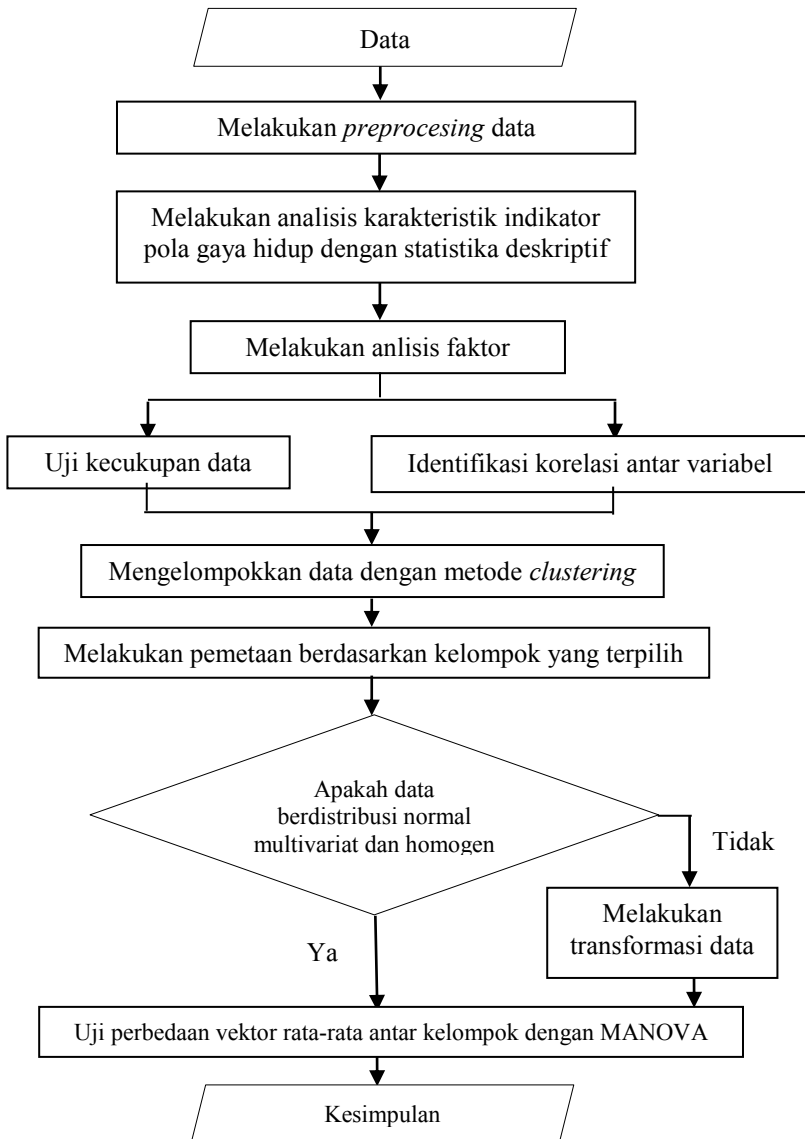 Data
Melakukan preprocesing data
Melakukan analisis karakteristik indikator
pola gaya hidup dengan statistika deskriptif
Melakukan anlisis faktor
Uji kecukupan data
Identifikasi korelasi antar variabel
Mengelompokkan data dengan metode clustering
Melakukan pemetaan berdasarkan kelompok yang terpilih
Apakah data
berdistribusi normal
multivariat dan homogen
Tidak
Melakukan
transformasi data
Ya
Uji perbedaan vektor rata-rata antar kelompok dengan MANOVA
Kesimpulan